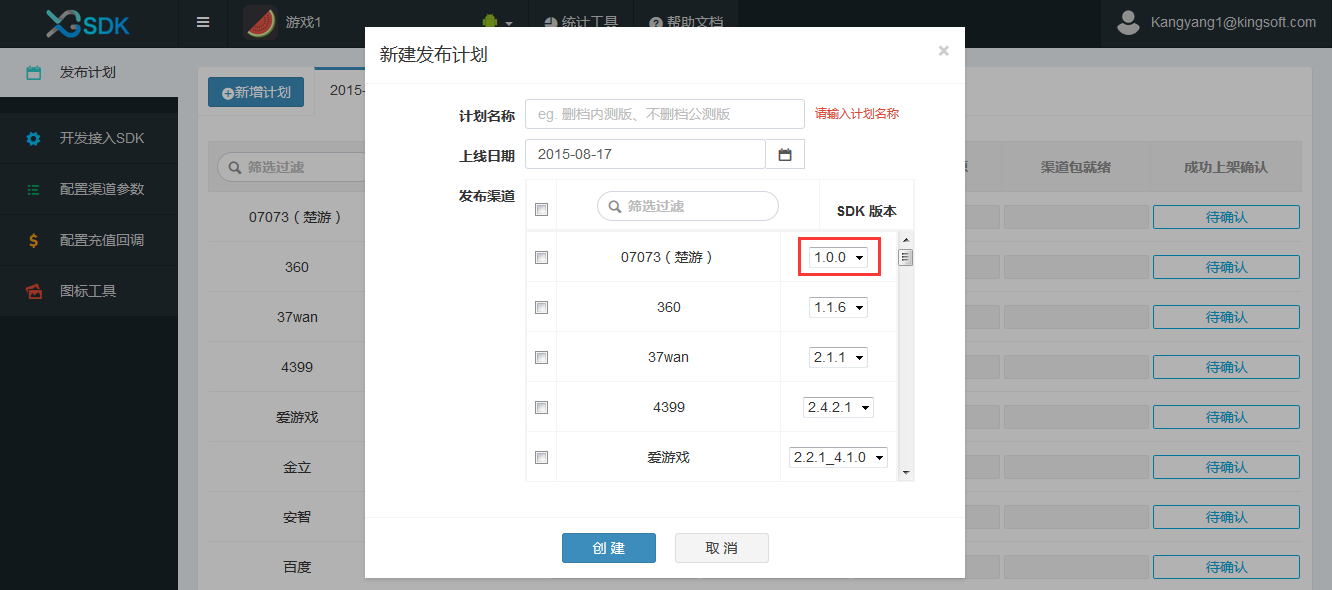 XGSDK
游戏1
统计工具
帮助文档
Kangyang1@kingsoft.com
发布计划
开发接入SDK
配置渠道参数
配置充值回调
图标工具
新增计划
2015-
筛选过滤
渠道包就绪
成功上架确认
07073（楚游）
待确认
360
待确认
37wan
待确认
4399
待确认
爱游戏
待确认
金立
待确认
安智
待确认
百度
待确认
新建发布计划
×
计划名称
eg. 删档内测版、不删档公测版
请输入计划名称
上线日期
2015-08-17
发布渠道
筛选过滤
SDK 版本
07073（楚游）
1.0.0
360
1.1.6
37wan
2.1.1
4399
2.4.2.1
爱游戏
2.2.1_4.1.0
创 建
取 消